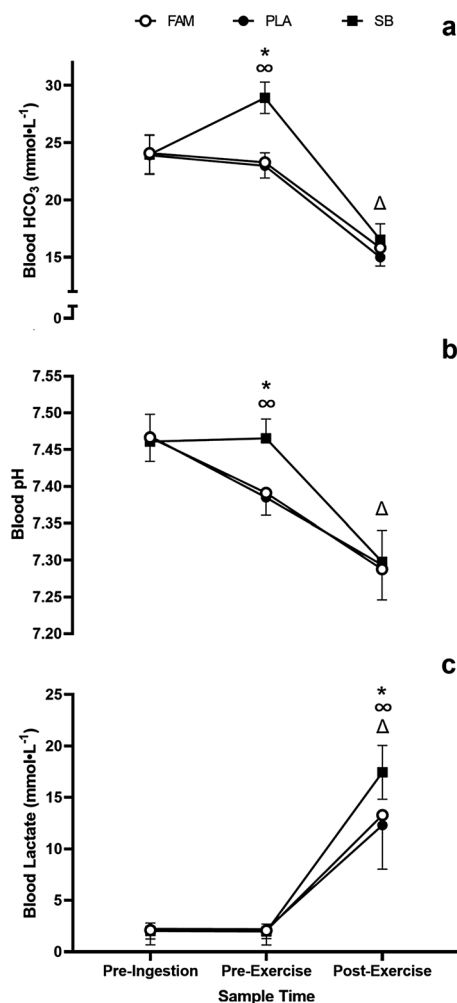 FAM PLA SB
a
*
∞
Δ
30
25
20
15
0
Blood HCO3 (mmol•L-1)
b
*
∞
Δ
7.55
7.50
7.45
7.40
7.35
7.30
7.25
7.20
Blood pH
c
*
∞
Δ
25
20
15
10
5
0
Blood Lactate (mmol•L-1)
Pre-Ingestion Pre-Exercise Post-Exercise
Sample Time